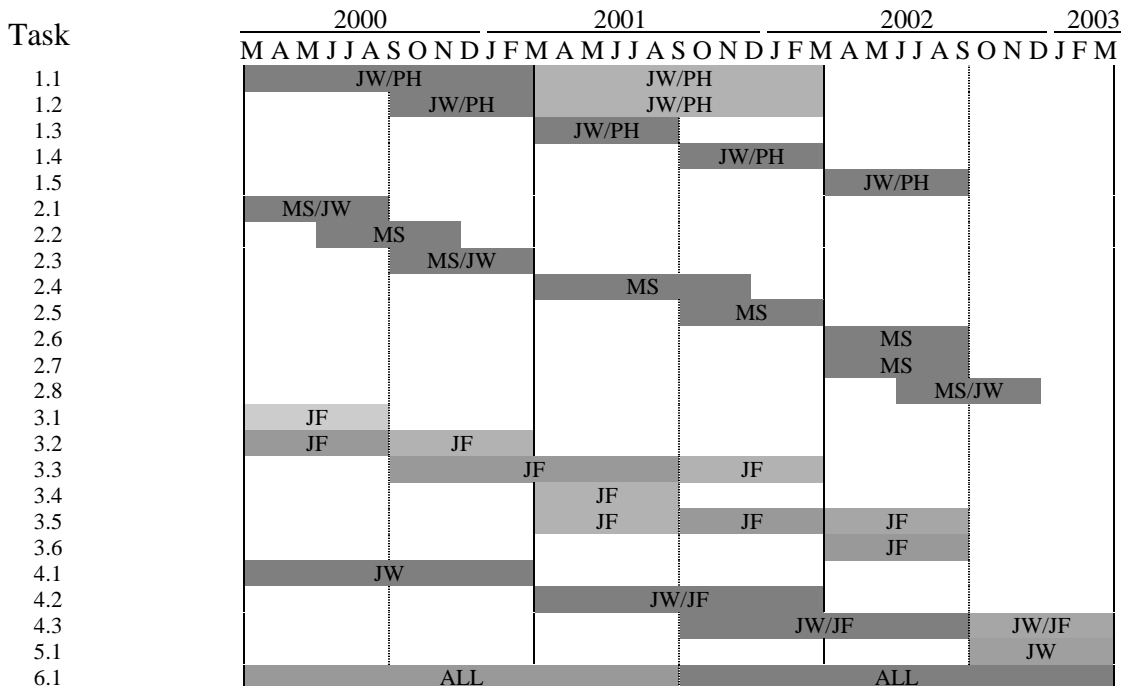 2000 2001 2002 2003
Task
M A M J J A S O N D J F M A M J J A S O N D J F M A M J J A S O N D J F M
1.1 JW/PH JW/PH
1.2 JW/PH JW/PH
1.3 JW/PH
1.4 JW/PH
1.5 JW/PH
2.1 MS/JW
2.2 MS
2.3 MS/JW
2.4 MS
2.5 MS
2.6 MS
2.7 MS
2.8 MS/JW
3.1 JF
3.2 JF JF
3.3 JF JF
3.4 JF
3.5 JF JF JF
3.6 JF
4.1 JW
4.2 JW/JF
4.3 JW/JF JW/JF
5.1 JW
6.1 ALL ALL